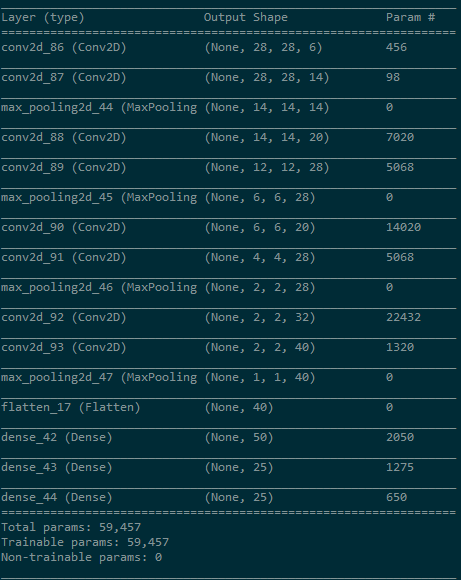 Layer (type) Output Shape Param #
=================================================================
conv2d_86 (Conv2D) (None, 28, 28, 6) 456
conv2d_87 (Conv2D) (None, 28, 28, 14) 98
max_pooling2d_44 (MaxPooling (None, 14, 14, 14) 0
conv2d_88 (Conv2D) (None, 14, 14, 20) 7020
conv2d_89 (Conv2D) (None, 12, 12, 28) 5068
max_pooling2d_45 (MaxPooling (None, 6, 6, 28) 0
conv2d_90 (Conv2D) (None, 6, 6, 20) 14020
conv2d_91 (Conv2D) (None, 4, 4, 28) 5068
max_pooling2d_46 (MaxPooling (None, 2, 2, 28) 0
conv2d_92 (Conv2D) (None, 2, 2, 32) 22432
conv2d_93 (Conv2D) (None, 2, 2, 40) 1320
max_pooling2d_47 (MaxPooling (None, 1, 1, 40) 0
flatten_17 (Flatten) (None, 40) 0
dense_42 (Dense) (None, 50) 2050
dense_43 (Dense) (None, 25) 1275
dense_44 (Dense) (None, 25) 650
=================================================================
Total params: 59,457
Trainable params: 59,457
Non-trainable params: 0